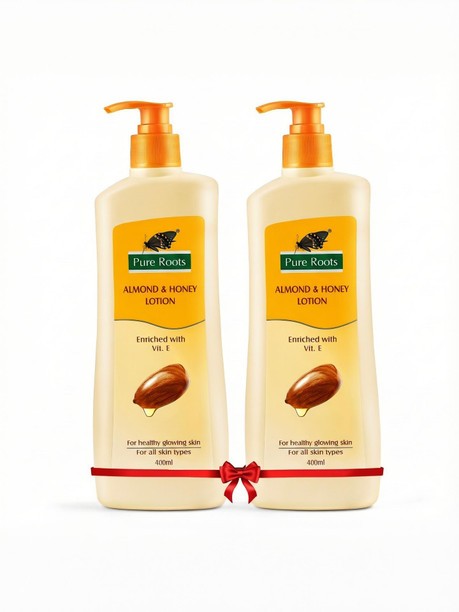 Pure Roots
ALMOND & HONEY
LOTION
Enriched with
Vit. E
For healthy glowing skin
For all skin types
400ml
Pure Roots
ALMOND & HONEY
LOTION
Enriched with
Vit. E
For healthy glowing skin
For all skin types
400ml